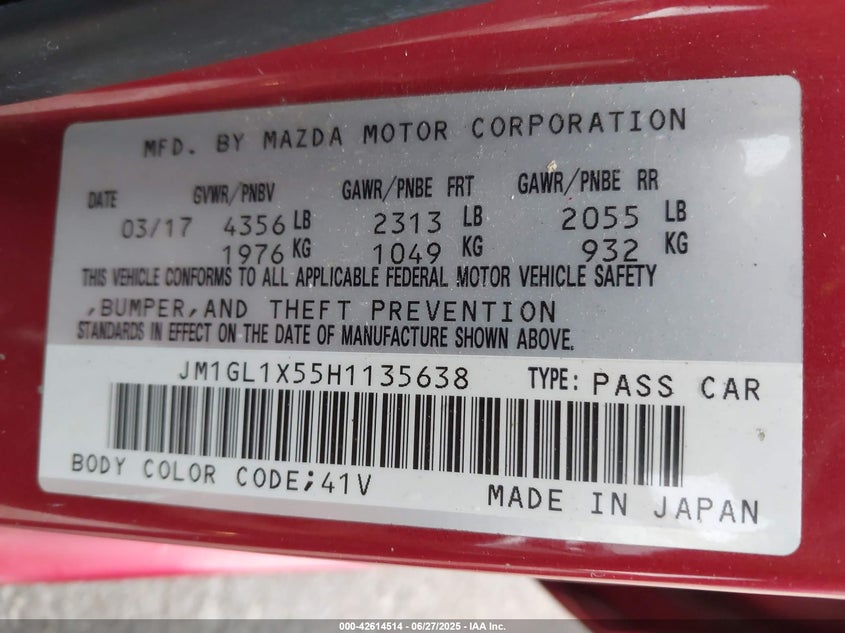 MFD. BY MAZDA MOTOR CORPORATION
DATE GVWR/PNBV GAWR/PNBE FRT GAWR/PNBE RR
03/17 4356 LB 2313 LB 2055 LB
1976 KG 1049 KG 932 KG
THIS VEHICLE CONFORMS TO ALL APPLICABLE FEDERAL MOTOR VEHICLE SAFETY
,BUMPER,AND THEFT PREVENTION
STANDARDS IN EFFECT ON THE DATE OF MANUFACTURE SHOWN ABOVE.
JM1GL1X55H1135638 TYPE: PASS CAR
BODY COLOR CODE;41V MADE IN JAPAN
000-42614514 - 06/27/2025 - IAA Inc.